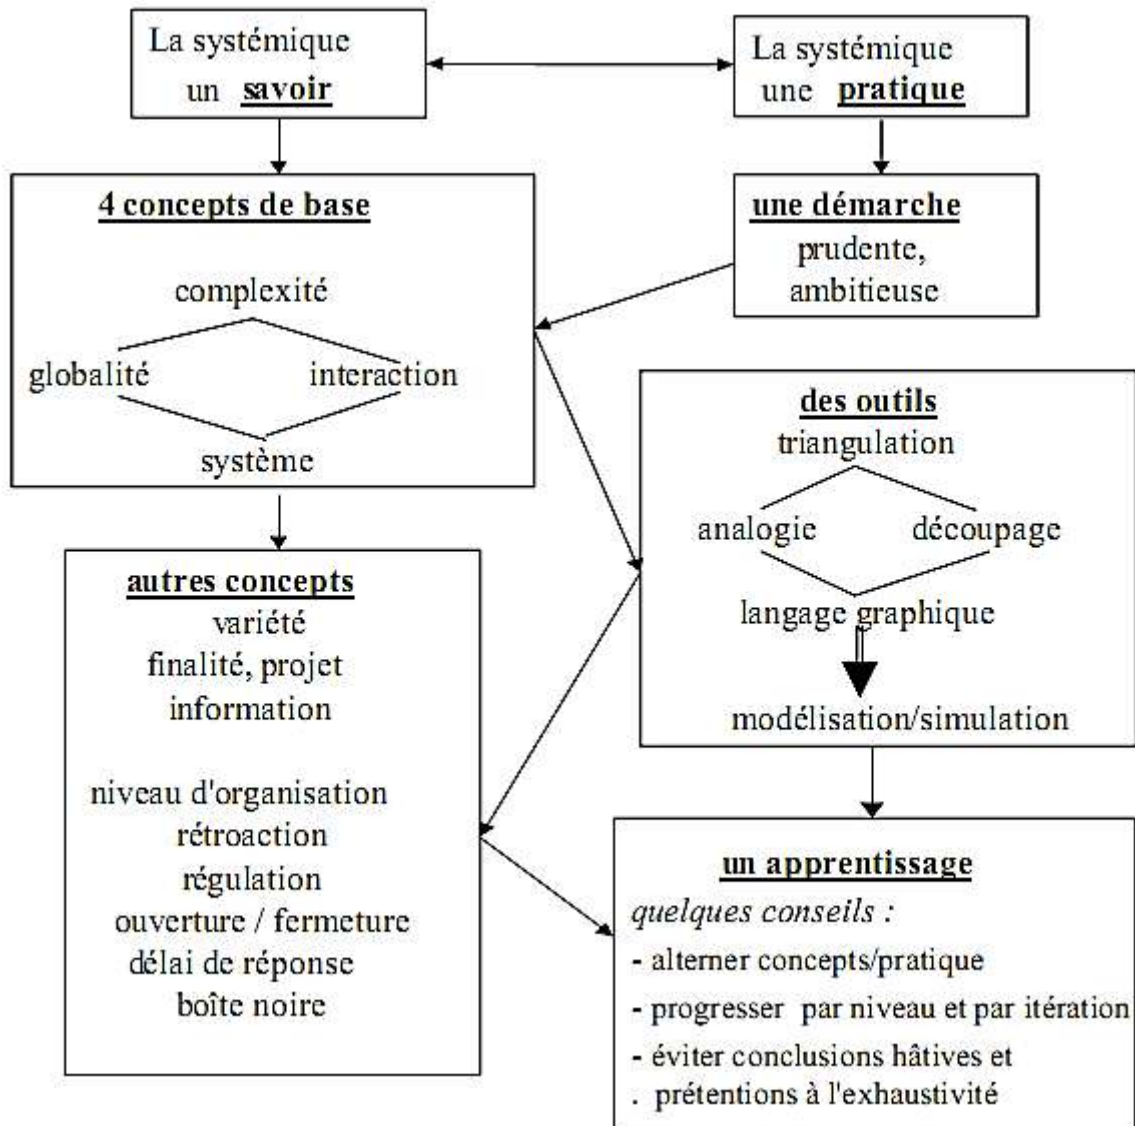 La systémique
un savoir
La systémique
une pratique
4 concepts de base
complexité
globalité interaction
système
une démarche
prudente,
ambitieuse
des outils
triangulation
analogie découpage
langage graphique
modélisation/simulation
autres concepts
variété
finalité, projet
information
niveau d'organisation
rétroaction
régulation
ouverture / fermeture
délai de réponse
boîte noire
un apprentissage
quelques conseils :
- alterner concepts/pratique
- progresser par niveau et par itération
- éviter conclusions hâtives et
. prétentions à l'exhaustivité